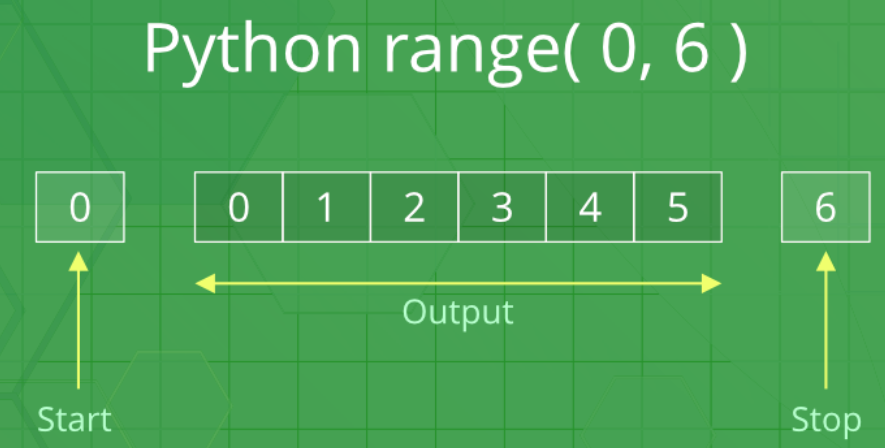 Python range( 0, 6 )
0 0 1 2 3 4 5 6
Output
Start Stop